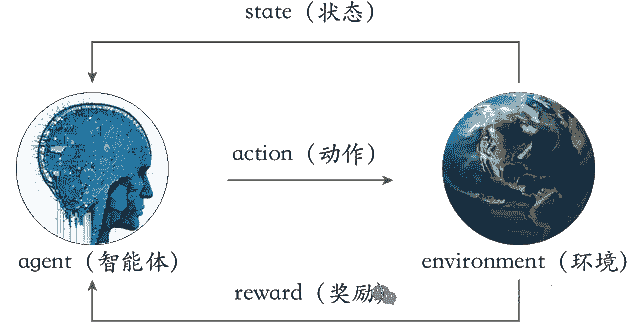 state（状态）
action（动作）
agent（智能体）
environment（环境）
reward（奖励）